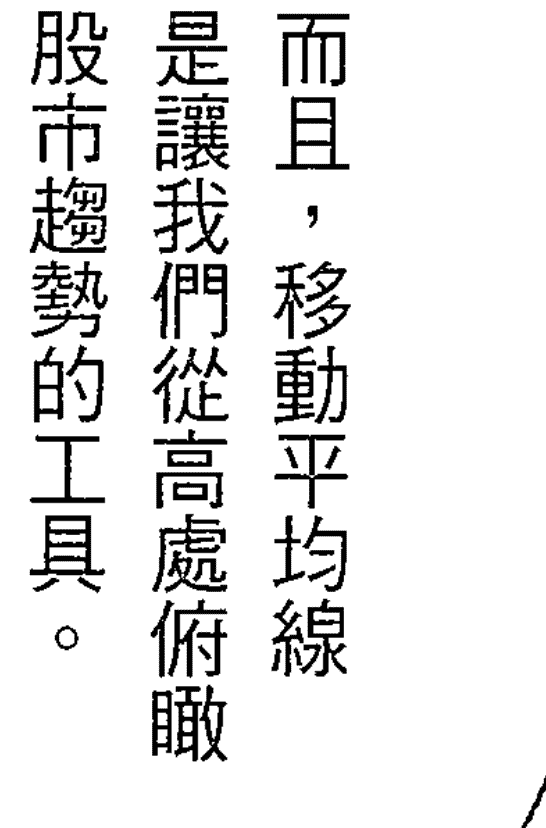 而且，移動平均線
是讓我們從高處俯瞰
股市趨勢的工具。